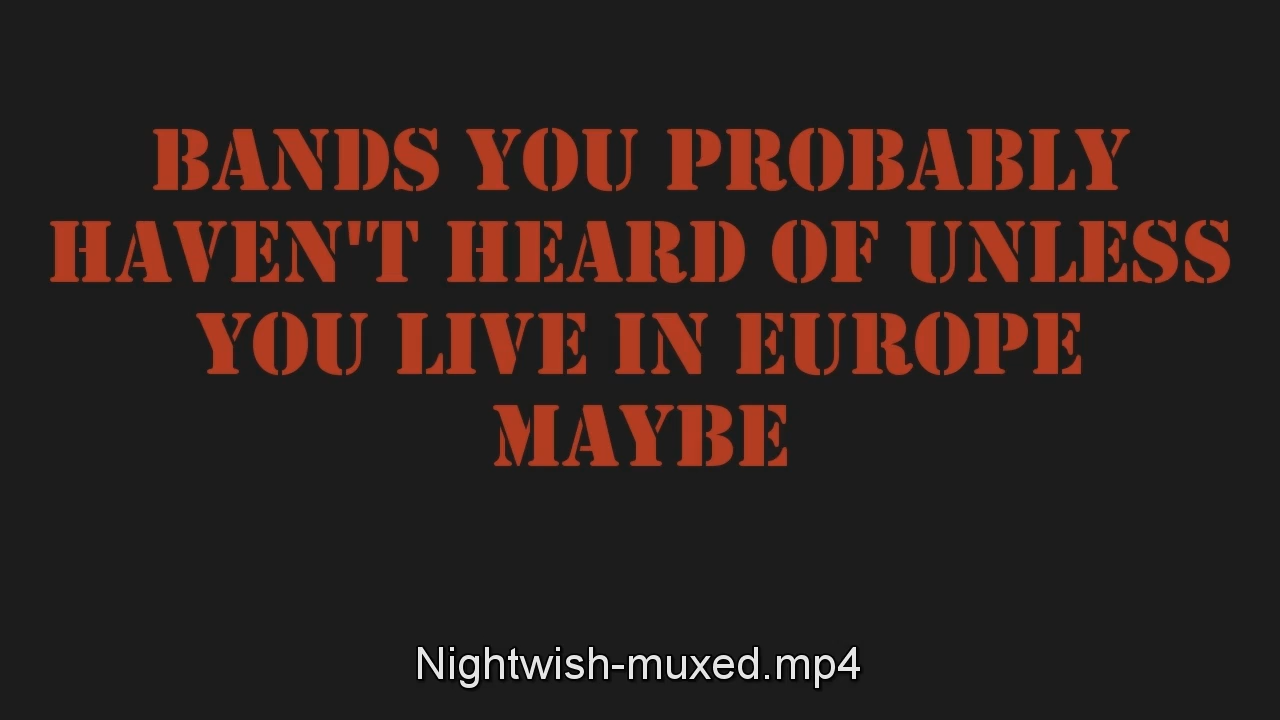 BANDS YOU PROBABLY
HAVEN'T HEARD OF UNLESS
YOU LIVE IN EUROPE
MAYBE
Nightwish-muxed.mp4